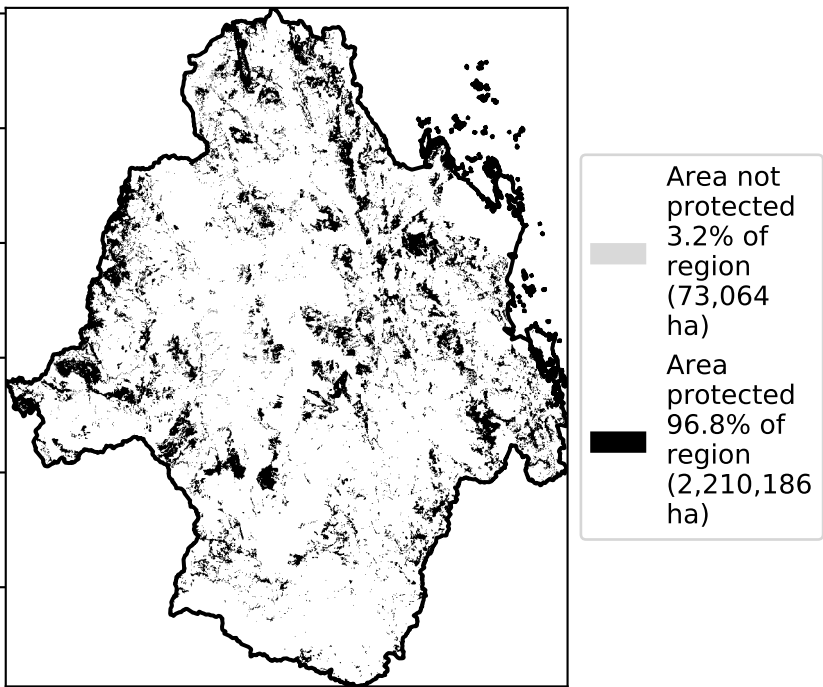 Area not
protected
3.2% of
region
(73,064
ha)
Area
protected
96.8% of
region
(2,210,186
ha)